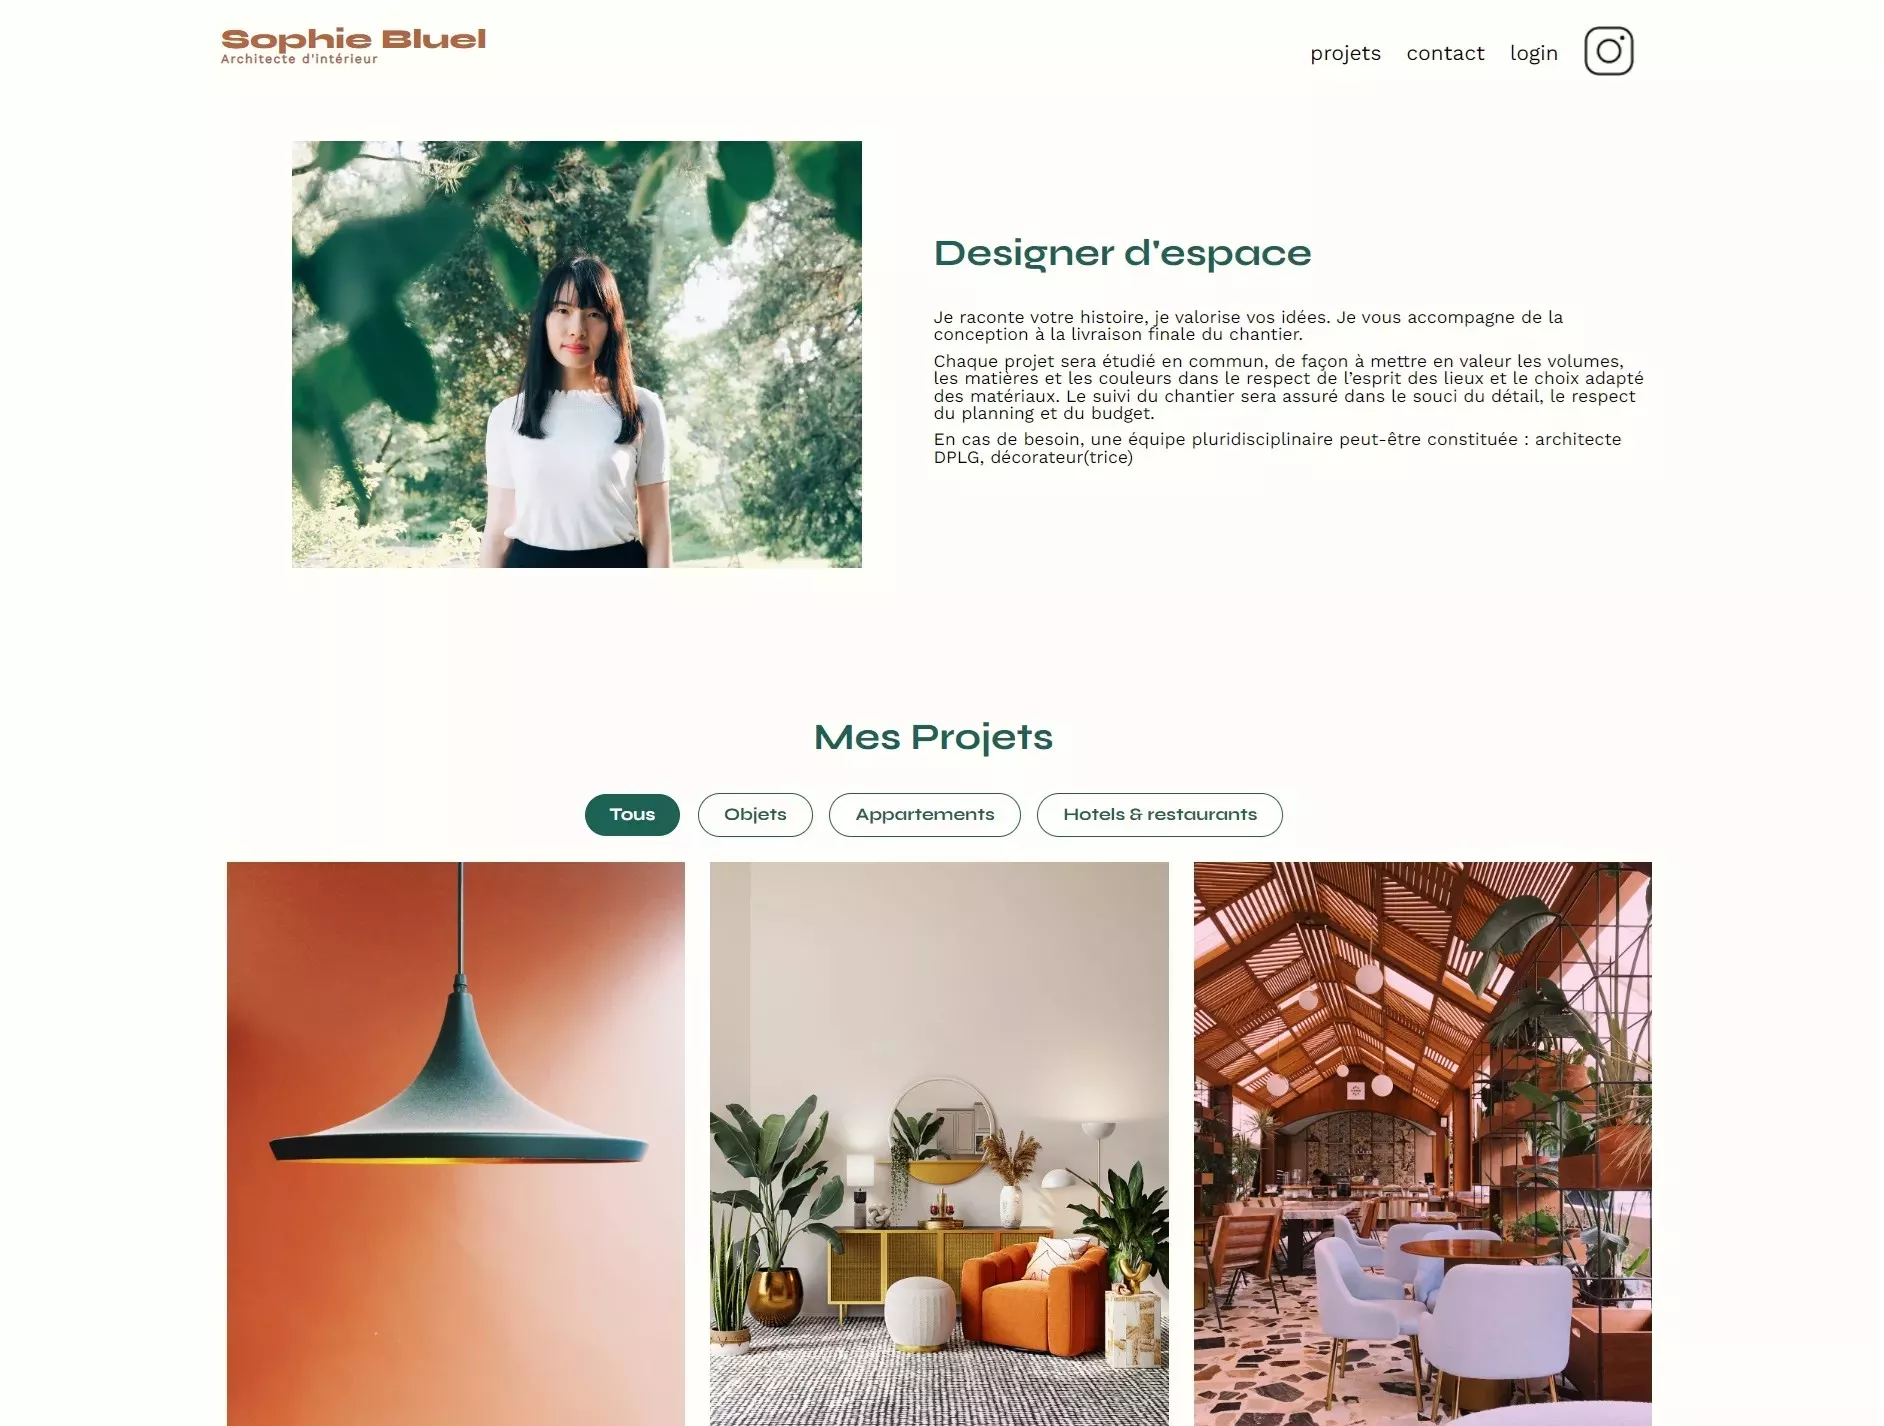 Sophie Bluel
Architecte d'intérieur
projets contact login
Designer d'espace
Je raconte votre histoire, je valorise vos idées. Je vous accompagne de la
conception à la livraison finale du chantier.
Chaque projet sera étudié en commun, de façon à mettre en valeur les volumes,
les matières et les couleurs dans le respect de l’esprit des lieux et le choix adapté
des matériaux. Le suivi du chantier sera assuré dans le souci du détail, le respect
du planning et du budget.
En cas de besoin, une équipe pluridisciplinaire peut-être constituée : architecte
DPLG, décorateur(trice)
Mes Projets
Tous Objets Appartements Hotels & restaurants